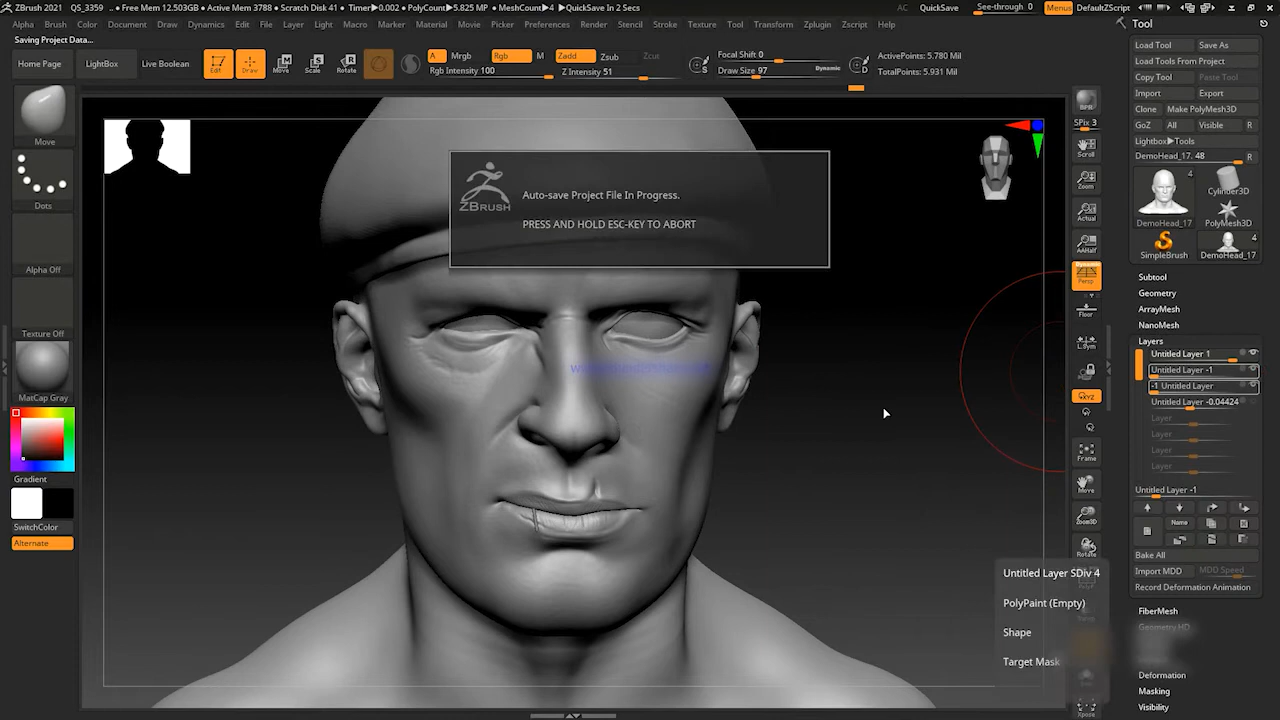 ZBrush 2021 QS_3359 .. • Free Mem 12.503GB • Active Mem 3788 • Scratch Disk 41 • Timer▶0.002 • PolyCount▶5.825 MP • MeshCount▶4 ▶QuickSave In 2 Secs AC QuickSave See-through 0 Menus DefaultZScript
Alpha Brush Color Document Draw Dynamics Edit File Layer Light Macro Marker Material Movie Picker Preferences Render Stencil Stroke Texture Tool Transform Zplugin Zscript Help
Saving Project Data...
Home Page LightBox Live Boolean
Edit Draw Move Scale Rotate
A Mrgb Rgb M Zadd Zsub Zcut
Rgb Intensity 100 Z Intensity 51
Focal Shift 0
Draw Size 97 Dynamic
S D
ActivePoints: 5.780 Mil
TotalPoints: 5.931 Mil
Move
Dots
Alpha Off
Texture Off
MatCap Gray
Gradient
SwitchColor
Alternate
ZBRUSH
Auto-save Project File In Progress.
PRESS AND HOLD ESC-KEY TO ABORT
Untitled Layer SDiv 4
PolyPaint (Empty)
Shape
Target Mask
BPR
SPix 3
Scroll
Zoom
Actual
AAHalf
Dynamic
Persp
Floor
L.Sym
XYZ
Frame
Move
Zoom3D
Rotate
Xpose
Tool
Load Tool Save As
Load Tools From Project
Copy Tool Paste Tool
Import Export
Clone Make PolyMesh3D
GoZ All Visible R
Lightbox▶Tools
DemoHead_17. 48 R
4
Cylinder3D
DemoHead_17 PolyMesh3D
4
SimpleBrush DemoHead_17
Subtool
Geometry
ArrayMesh
NanoMesh
Layers
Untitled Layer 1
Untitled Layer -1
-1 Untitled Layer
Untitled Layer -0.04424
Layer
Layer
Layer
Layer
Untitled Layer -1
Name
Bake All
Import MDD MDD Speed
Record Deformation Animation
FiberMesh
Geometry HD
Deformation
Masking
Visibility